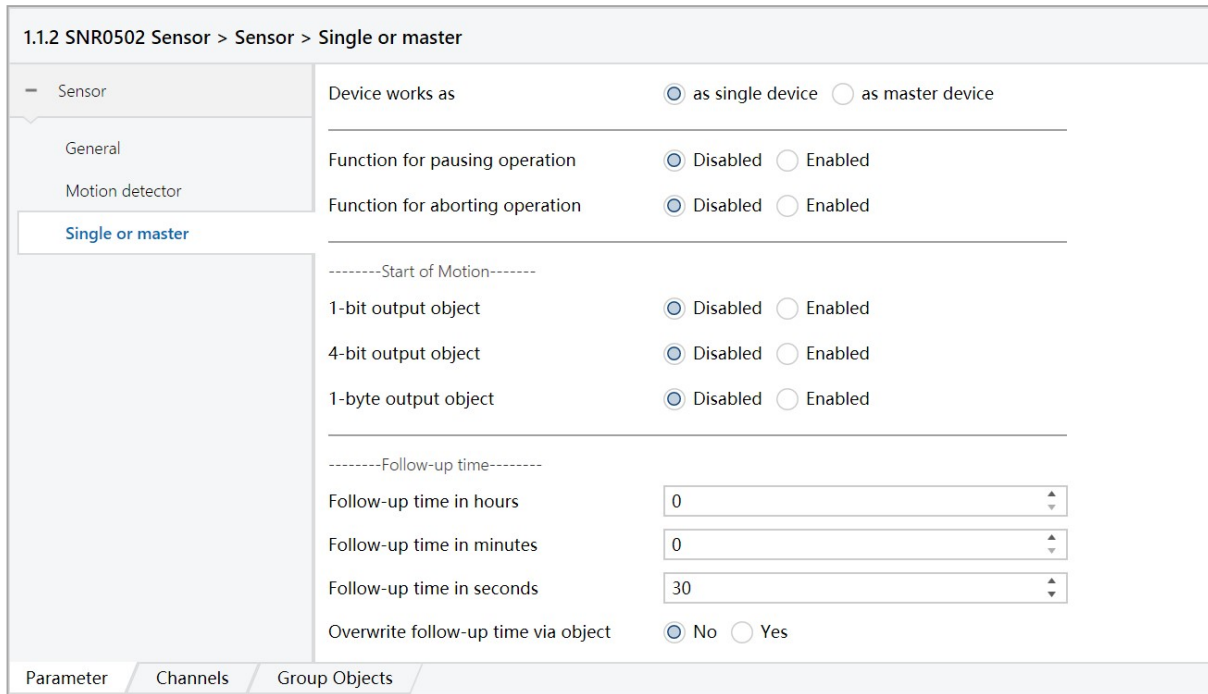 1.1.2 SNR0502 Sensor > Sensor > Single or master
− Sensor
General
Motion detector
Single or master
Device works as as single device as master device
Function for pausing operation Disabled Enabled
Function for aborting operation Disabled Enabled
--------Start of Motion-------
1-bit output object Disabled Enabled
4-bit output object Disabled Enabled
1-byte output object Disabled Enabled
--------Follow-up time--------
Follow-up time in hours 0
Follow-up time in minutes 0
Follow-up time in seconds 30
Overwrite follow-up time via object No Yes
Parameter Channels Group Objects